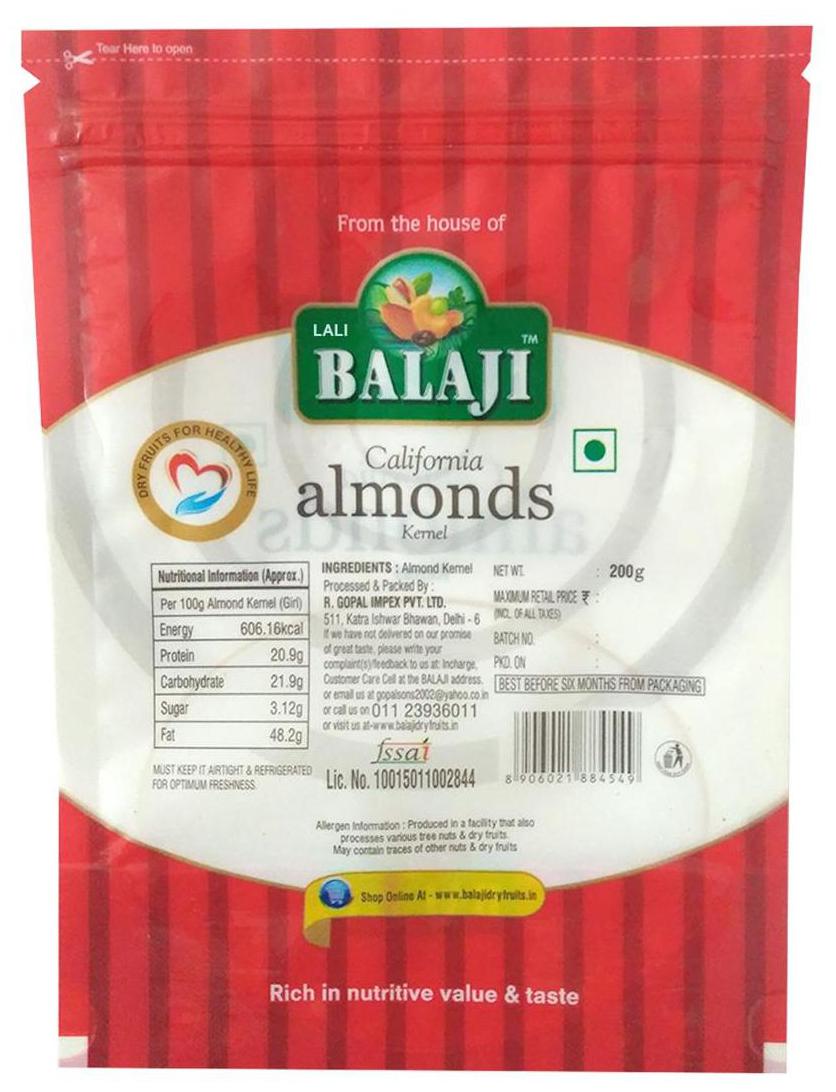 Tear Here to open
From the house of
LALI
BALAJI TM
DRY FRUITS FOR HEALTHY LIFE
California
almonds
Kernel
Nutritional Information (Approx.)
Per 100g Almond Kernel (Giri)
Energy 606.16kcal
Protein 20.9g
Carbohydrate 21.9g
Sugar 3.12g
Fat 48.2g
MUST KEEP IT AIRTIGHT & REFRIGERATED
FOR OPTIMUM FRESHNESS.
INGREDIENTS : Almond Kernel
Processed & Packed By :
R. GOPAL IMPEX PVT. LTD.
511, Katra Ishwar Bhawan, Delhi - 6
If we have not delivered on our promise
of great taste, please write your
complaint(s)/feedback to us at: Incharge,
Customer Care Cell at the BALAJI address.
or email us at gopalsons2002@yahoo.co.in
or call us on 011 23936011
or visit us at-www.balajidryfruits.in
fssai
Lic. No. 10015011002844
NET WT. : 200g
MAXIMUM RETAIL PRICE ₹ :
(INCL. OF ALL TAXES)
BATCH NO. :
PKD. ON :
BEST BEFORE SIX MONTHS FROM PACKAGING
8 906021 884549
Allergen Information : Produced in a facility that also
processes various tree nuts & dry fruits.
May contain traces of other nuts & dry fruits
Shop Online At - www.balajidryfruits.in
Rich in nutritive value & taste